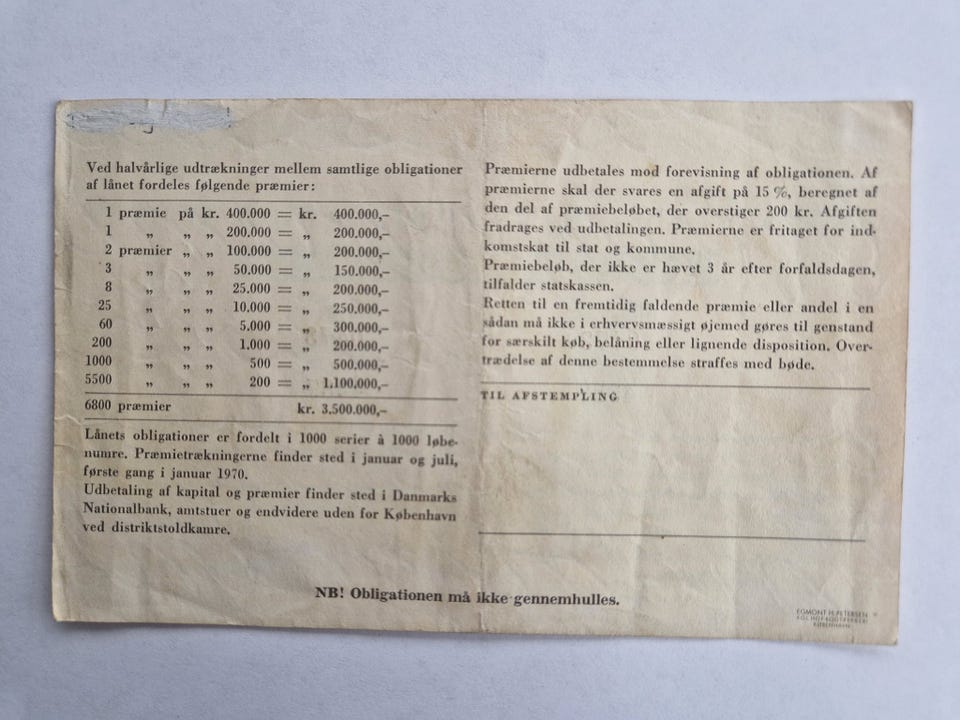 Ved halvårlige udtrækninger mellem samtlige obligationer
af lånet fordeles følgende præmier:
1 præmie på kr. 400.000 = kr. 400.000,-
1 „ „ „ 200.000 = „ 200.000,-
2 præmier „ „ 100.000 = „ 200.000,-
3 „ „ „ 50.000 = „ 150.000,-
8 „ „ „ 25.000 = „ 200.000,-
25 „ „ „ 10.000 = „ 250.000,-
60 „ „ „ 5.000 = „ 300.000,-
200 „ „ „ 1.000 = „ 200.000,-
1000 „ „ „ 500 = „ 500.000,-
5500 „ „ „ 200 = „ 1.100.000,-
6800 præmier kr. 3.500.000,-
Lånets obligationer er fordelt i 1000 serier à 1000 løbe-
numre. Præmietrækningerne finder sted i januar og juli,
første gang i januar 1970.
Udbetaling af kapital og præmier finder sted i Danmarks
Nationalbank, amtstuer og endvidere uden for København
ved distriktstoldkamre.
Præmierne udbetales mod forevisning af obligationen. Af
præmierne skal der svares en afgift på 15 %, beregnet af
den del af præmiebeløbet, der overstiger 200 kr. Afgiften
fradrages ved udbetalingen. Præmierne er fritaget for ind-
komstskat til stat og kommune.
Præmiebeløb, der ikke er hævet 3 år efter forfaldsdagen,
tilfalder statskassen.
Retten til en fremtidig faldende præmie eller andel i en
sådan må ikke i erhvervsmæssigt øjemed gøres til genstand
for særskilt køb, belåning eller lignende disposition. Over-
trædelse af denne bestemmelse straffes med bøde.
TIL AFSTEMPLING
NB! Obligationen må ikke gennemhulles.
EGMONT H. PETERSEN
KGL. HOF-BOGTRYKKERI
KØBENHAVN